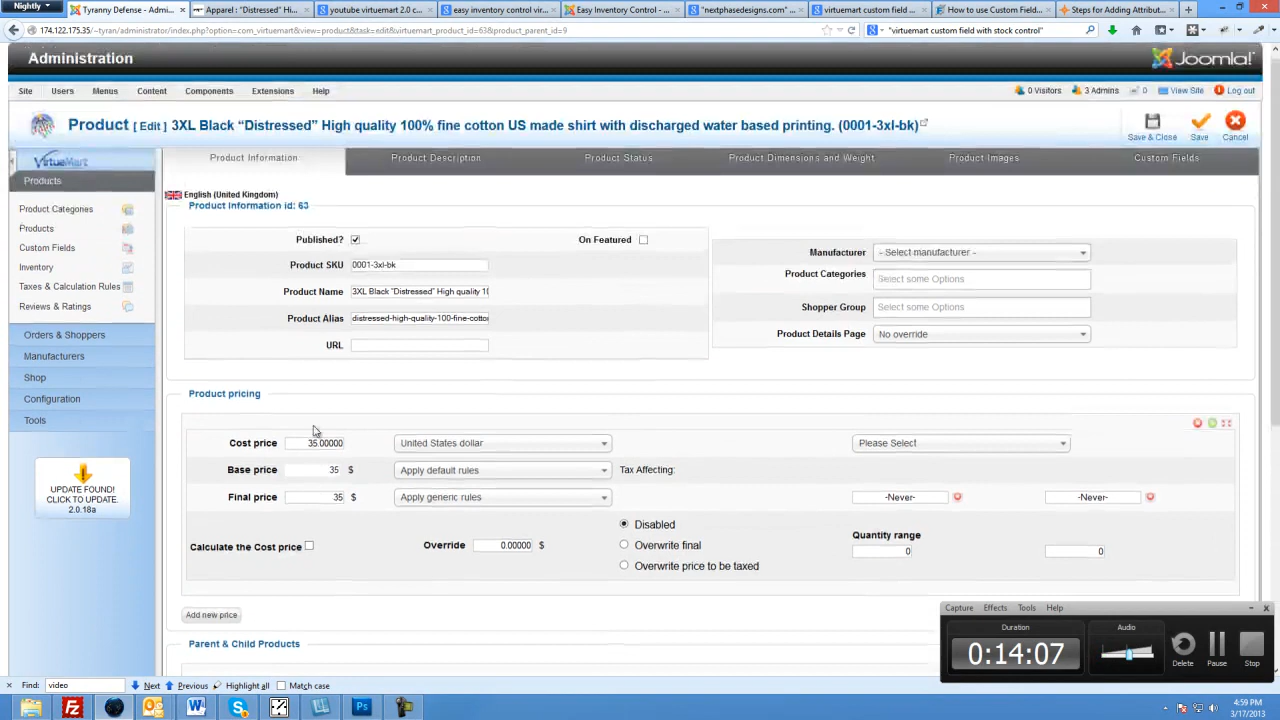 Nightly
Tyranny Defense - Admini...
Apparel : "Distressed" Hi...
youtube virtuemart 2.0 c...
easy inventory control vir...
Easy Inventory Control - ...
"nextphasedesigns.com" ...
virtuemart custom field ...
How to use Custom Field...
Steps for Adding Attribut...
174.122.175.35/~tyran/administrator/index.php?option=com_virtuemart&view=product&task=edit&virtuemart_product_id=63&product_parent_id=9
"virtuemart custom field with stock control"
Administration
Joomla!
Site Users Menus Content Components Extensions Help
0 Visitors 3 Admins 0 View Site Log out
Product [ Edit ] 3XL Black “Distressed” High quality 100% fine cotton US made shirt with discharged water based printing. (0001-3xl-bk)
Save & Close Save Cancel
VirtueMart
Products
Product Categories
Products
Custom Fields
Inventory
Taxes & Calculation Rules
Reviews & Ratings
Orders & Shoppers
Manufacturers
Shop
Configuration
Tools
UPDATE FOUND!
CLICK TO UPDATE.
2.0.18a
Product Information Product Description Product Status Product Dimensions and Weight Product Images Custom Fields
English (United Kingdom)
Product Information id: 63
Published? On Featured
Product SKU 0001-3xl-bk
Product Name 3XL Black “Distressed” High quality 10
Product Alias distressed-high-quality-100-fine-cotto
URL
Manufacturer - Select manufacturer -
Product Categories Select some Options
Shopper Group Select some Options
Product Details Page No override
Product pricing
Cost price 35.00000 United States dollar Please Select
Base price 35 $ Apply default rules Tax Affecting:
Final price 35 $ Apply generic rules -Never- -Never-
Disabled
Calculate the Cost price Override 0.00000 $ Overwrite final
Overwrite price to be taxed
Quantity range
0 0
Add new price
Parent & Child Products
Capture Effects Tools Help
Duration Audio
0:14:07
Delete Pause Stop
Find: video Next Previous Highlight all Match case
4:59 PM
3/17/2013